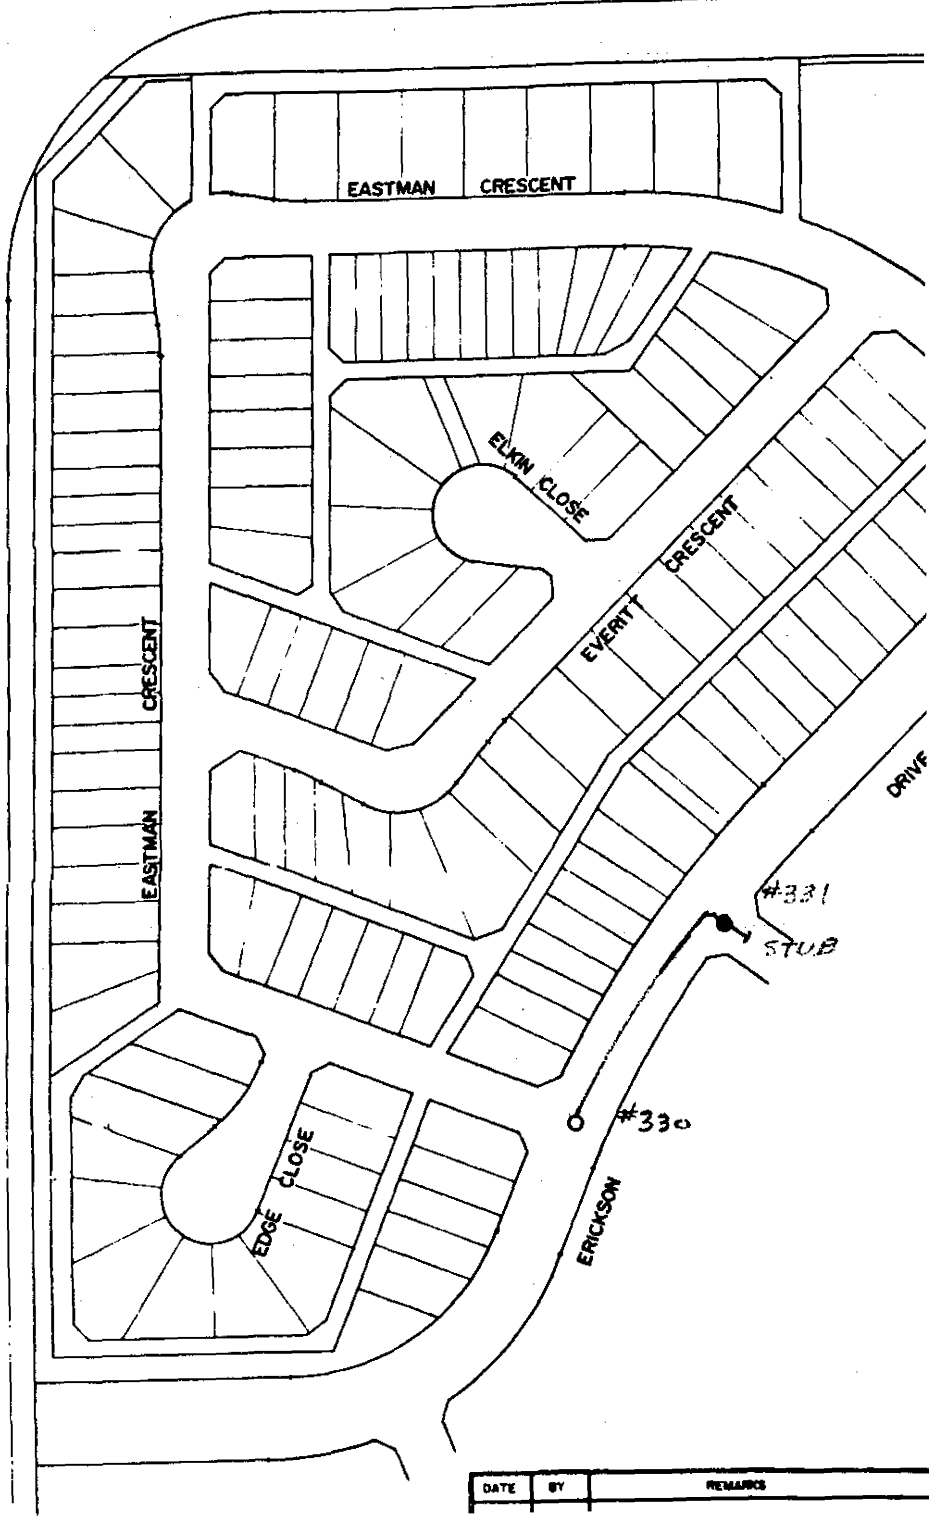 EASTMAN CRESCENT
ELKIN CLOSE
EVERITT CRESCENT
EASTMAN CRESCENT
DRIVE
#331
STUB
#330
EDGE CLOSE
ERICKSON
DATE BY REMARKS